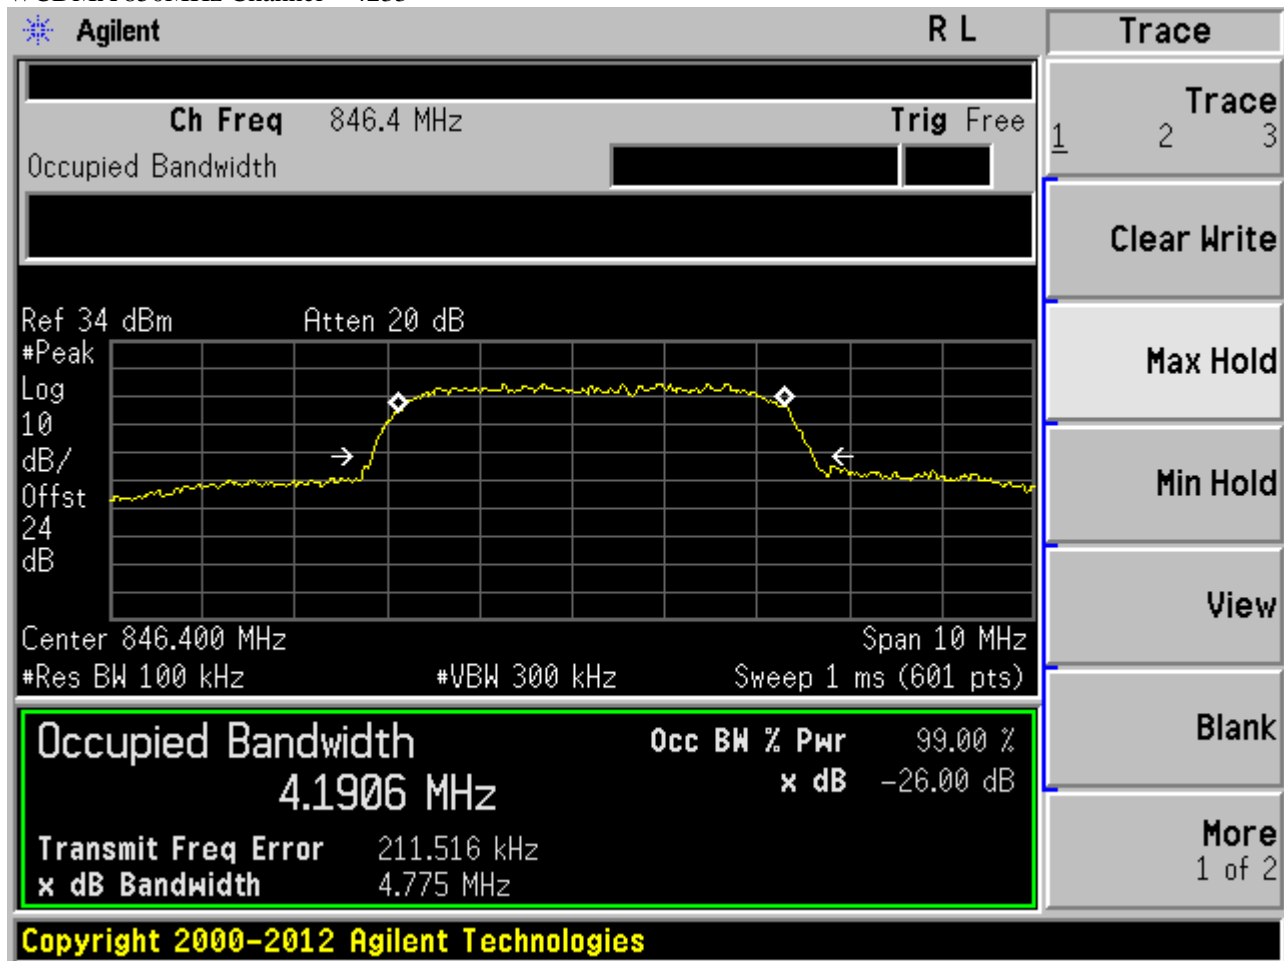 Agilent R L Trace
Ch Freq 846.4 MHz Trig Free
Occupied Bandwidth
Trace
1 2 3
Clear Write
Max Hold
Min Hold
View
Blank
More
1 of 2
Ref 34 dBm Atten 20 dB
#Peak
Log
10
dB/
Offst
24
dB
Center 846.400 MHz Span 10 MHz
#Res BW 100 kHz #VBW 300 kHz Sweep 1 ms (601 pts)
Occupied Bandwidth Occ BW % Pwr 99.00 %
4.1906 MHz x dB -26.00 dB
Transmit Freq Error 211.516 kHz
x dB Bandwidth 4.775 MHz
Copyright 2000-2012 Agilent Technologies